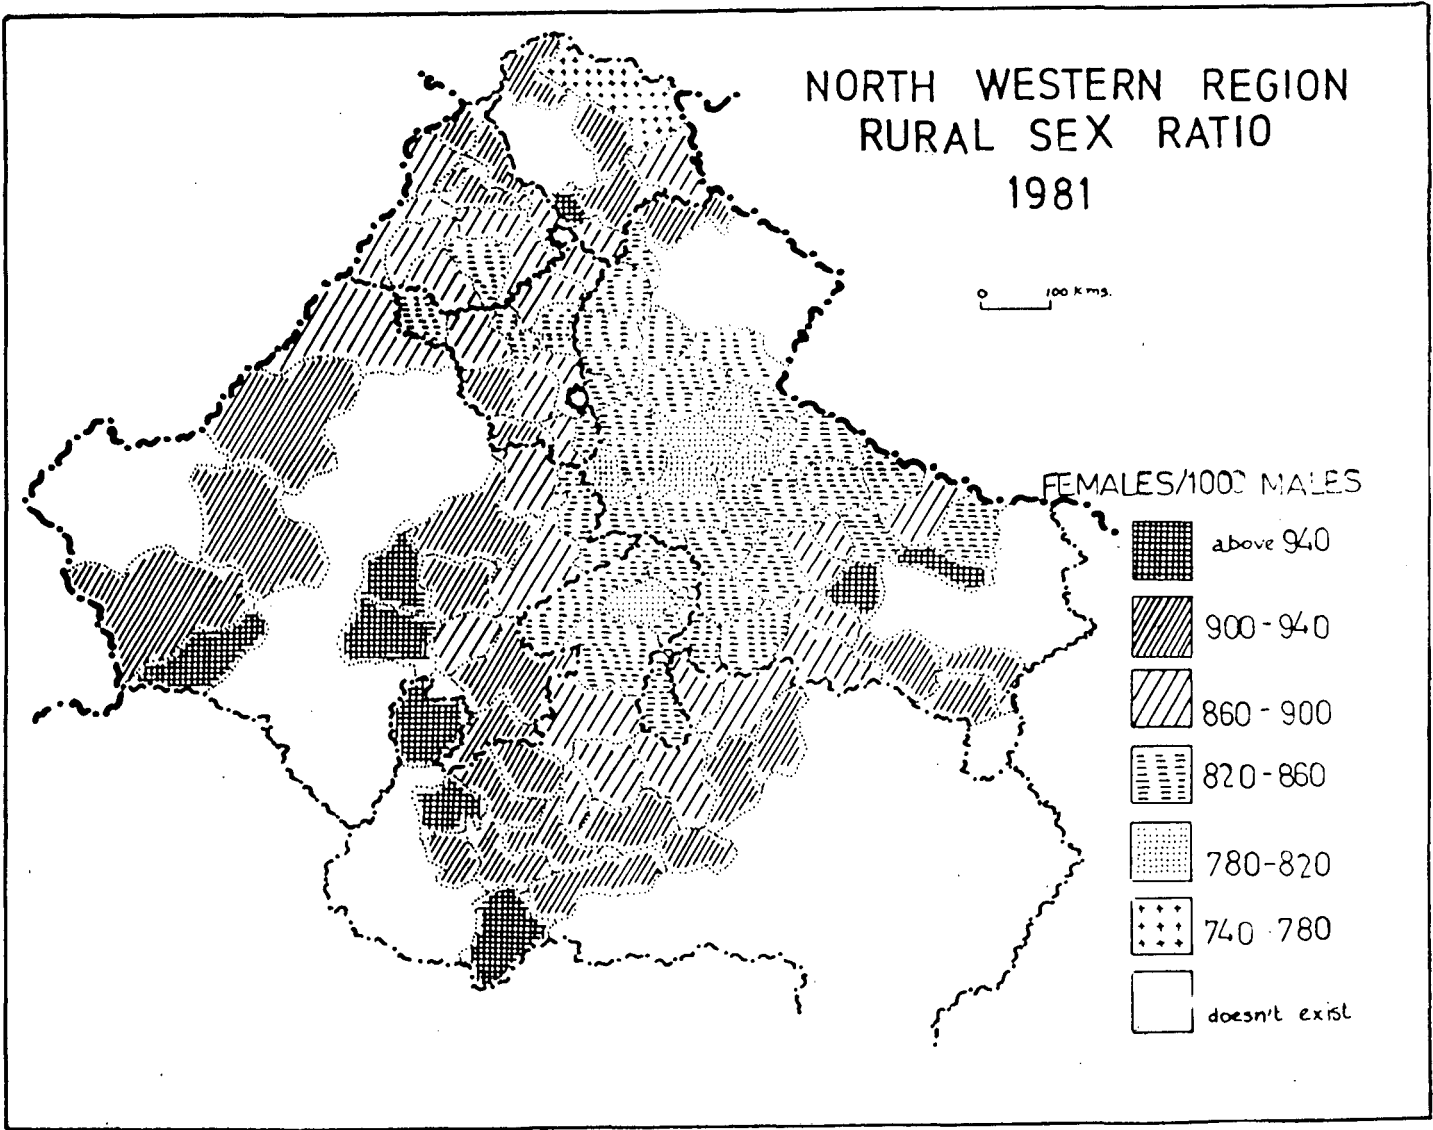 NORTH WESTERN REGION
RURAL SEX RATIO
1981
0 100 Kms.
FEMALES/1000 MALES
above 940
900-940
860-900
820-860
780-820
740 780
doesn't exist